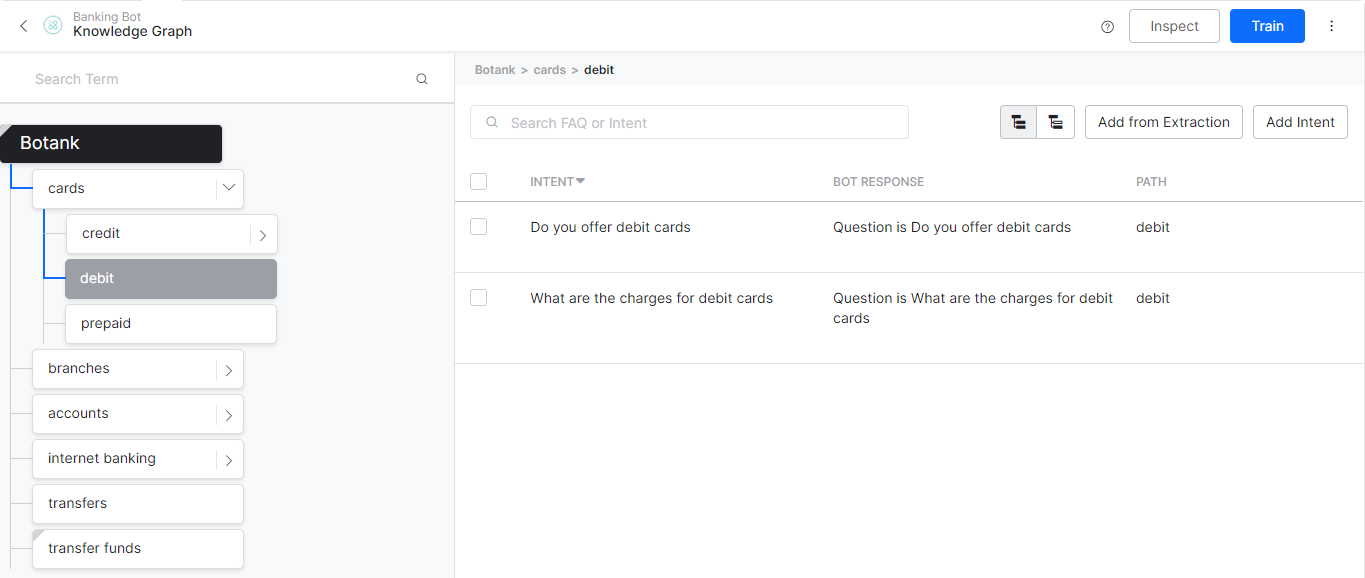 Banking Bot
Knowledge Graph
Inspect
Train
Search Term
Botank > cards > debit
Search FAQ or Intent
Add from Extraction
Add Intent
Botank
cards
credit
debit
prepaid
branches
accounts
internet banking
transfers
transfer funds
INTENT BOT RESPONSE PATH
Do you offer debit cards Question is Do you offer debit cards debit
What are the charges for debit cards Question is What are the charges for debit debit
cards